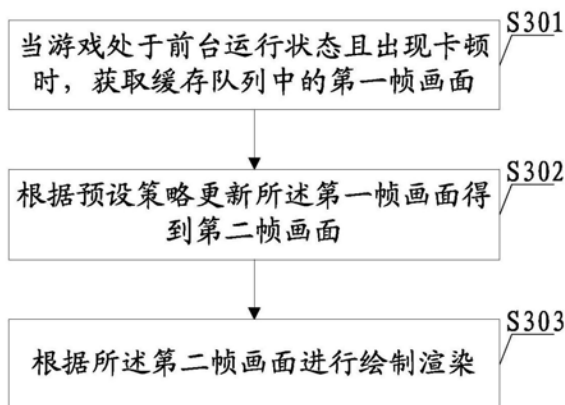 S301
当游戏处于前台运行状态且出现卡顿
时，获取缓存队列中的第一帧画面
S302
根据预设策略更新所述第一帧画面得
到第二帧画面
S303
根据所述第二帧画面进行绘制渲染